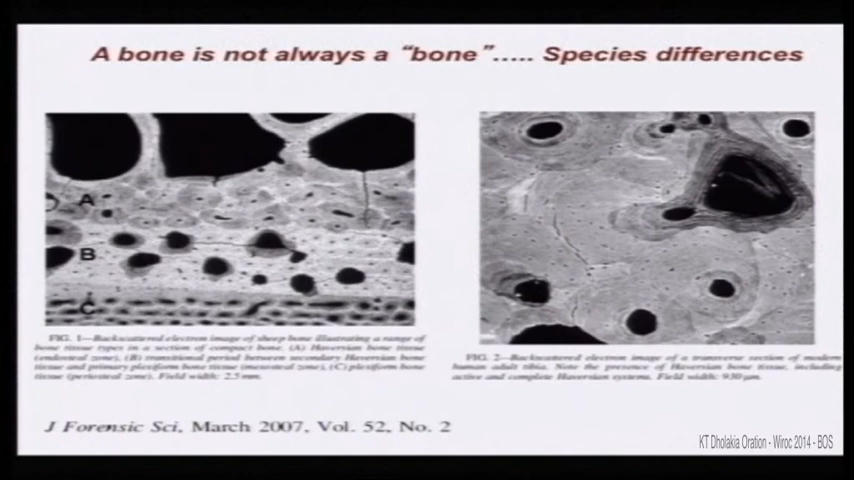 A bone is not always a “bone”..... Species differences
A
B
C
FIG. 1—Backscattered electron image of sheep bone illustrating a range of
bone tissue types in a section of compact bone. (A) Haversian bone tissue
(endosteal zone), (B) transitional period between secondary Haversian bone
tissue and primary plexiform bone tissue (mesosteal zone), (C) plexiform bone
tissue (periosteal zone). Field width: 2.5 mm.
FIG. 2—Backscattered electron image of a transverse section of modern
human adult tibia. Note the presence of Haversian bone tissue, including
active and complete Haversian systems. Field width: 930 μm.
J Forensic Sci, March 2007, Vol. 52, No. 2
KT Dholakia Oration - Wiroc 2014 - BOS